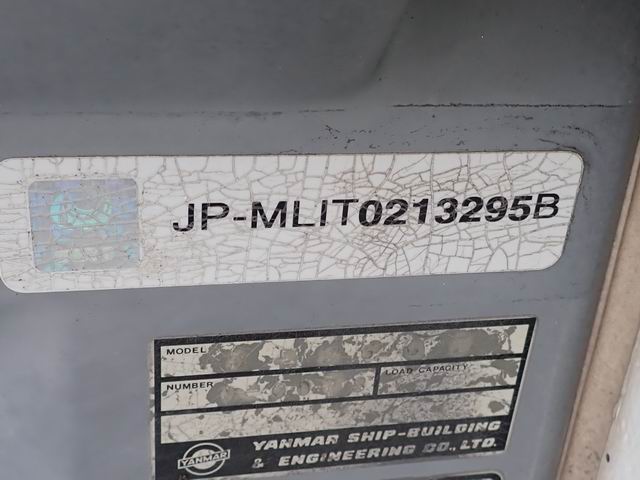 JP-MLIT0213295B
MODEL
NUMBER
LOAD CAPACITY
YANMAR
YANMAR SHIP-BUILDING
& ENGINEERING CO., LTD.